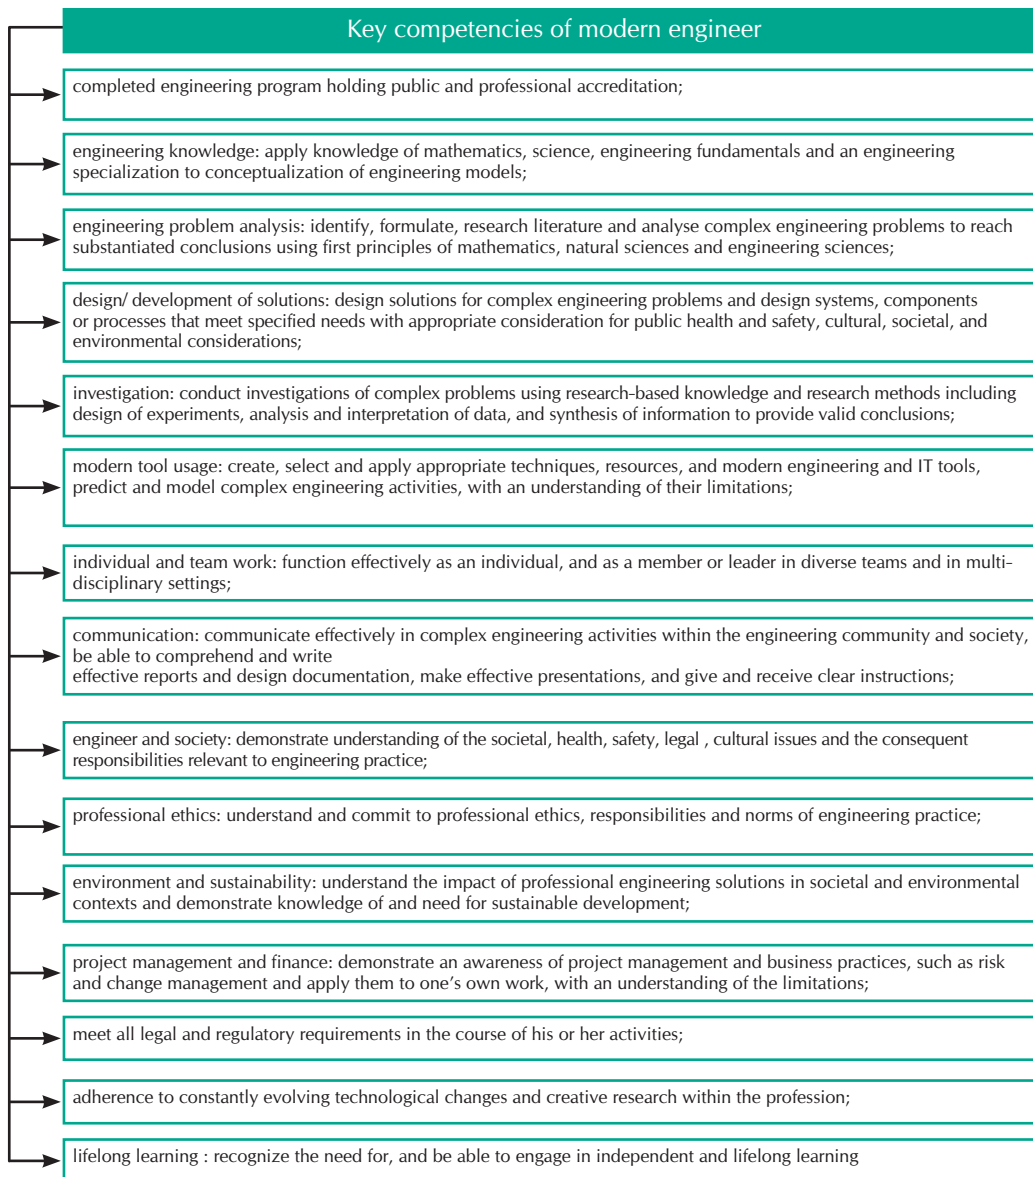 Key competencies of modern engineer
completed engineering program holding public and professional accreditation;
engineering knowledge: apply knowledge of mathematics, science, engineering fundamentals and an engineering
specialization to conceptualization of engineering models;
engineering problem analysis: identify, formulate, research literature and analyse complex engineering problems to reach
substantiated conclusions using first principles of mathematics, natural sciences and engineering sciences;
design/ development of solutions: design solutions for complex engineering problems and design systems, components
or processes that meet specified needs with appropriate consideration for public health and safety, cultural, societal, and
environmental considerations;
investigation: conduct investigations of complex problems using research-based knowledge and research methods including
design of experiments, analysis and interpretation of data, and synthesis of information to provide valid conclusions;
modern tool usage: create, select and apply appropriate techniques, resources, and modern engineering and IT tools,
predict and model complex engineering activities, with an understanding of their limitations;
individual and team work: function effectively as an individual, and as a member or leader in diverse teams and in multi-
disciplinary settings;
communication: communicate effectively in complex engineering activities within the engineering community and society,
be able to comprehend and write
effective reports and design documentation, make effective presentations, and give and receive clear instructions;
engineer and society: demonstrate understanding of the societal, health, safety, legal , cultural issues and the consequent
responsibilities relevant to engineering practice;
professional ethics: understand and commit to professional ethics, responsibilities and norms of engineering practice;
environment and sustainability: understand the impact of professional engineering solutions in societal and environmental
contexts and demonstrate knowledge of and need for sustainable development;
project management and finance: demonstrate an awareness of project management and business practices, such as risk
and change management and apply them to one's own work, with an understanding of the limitations;
meet all legal and regulatory requirements in the course of his or her activities;
adherence to constantly evolving technological changes and creative research within the profession;
lifelong learning : recognize the need for, and be able to engage in independent and lifelong learning